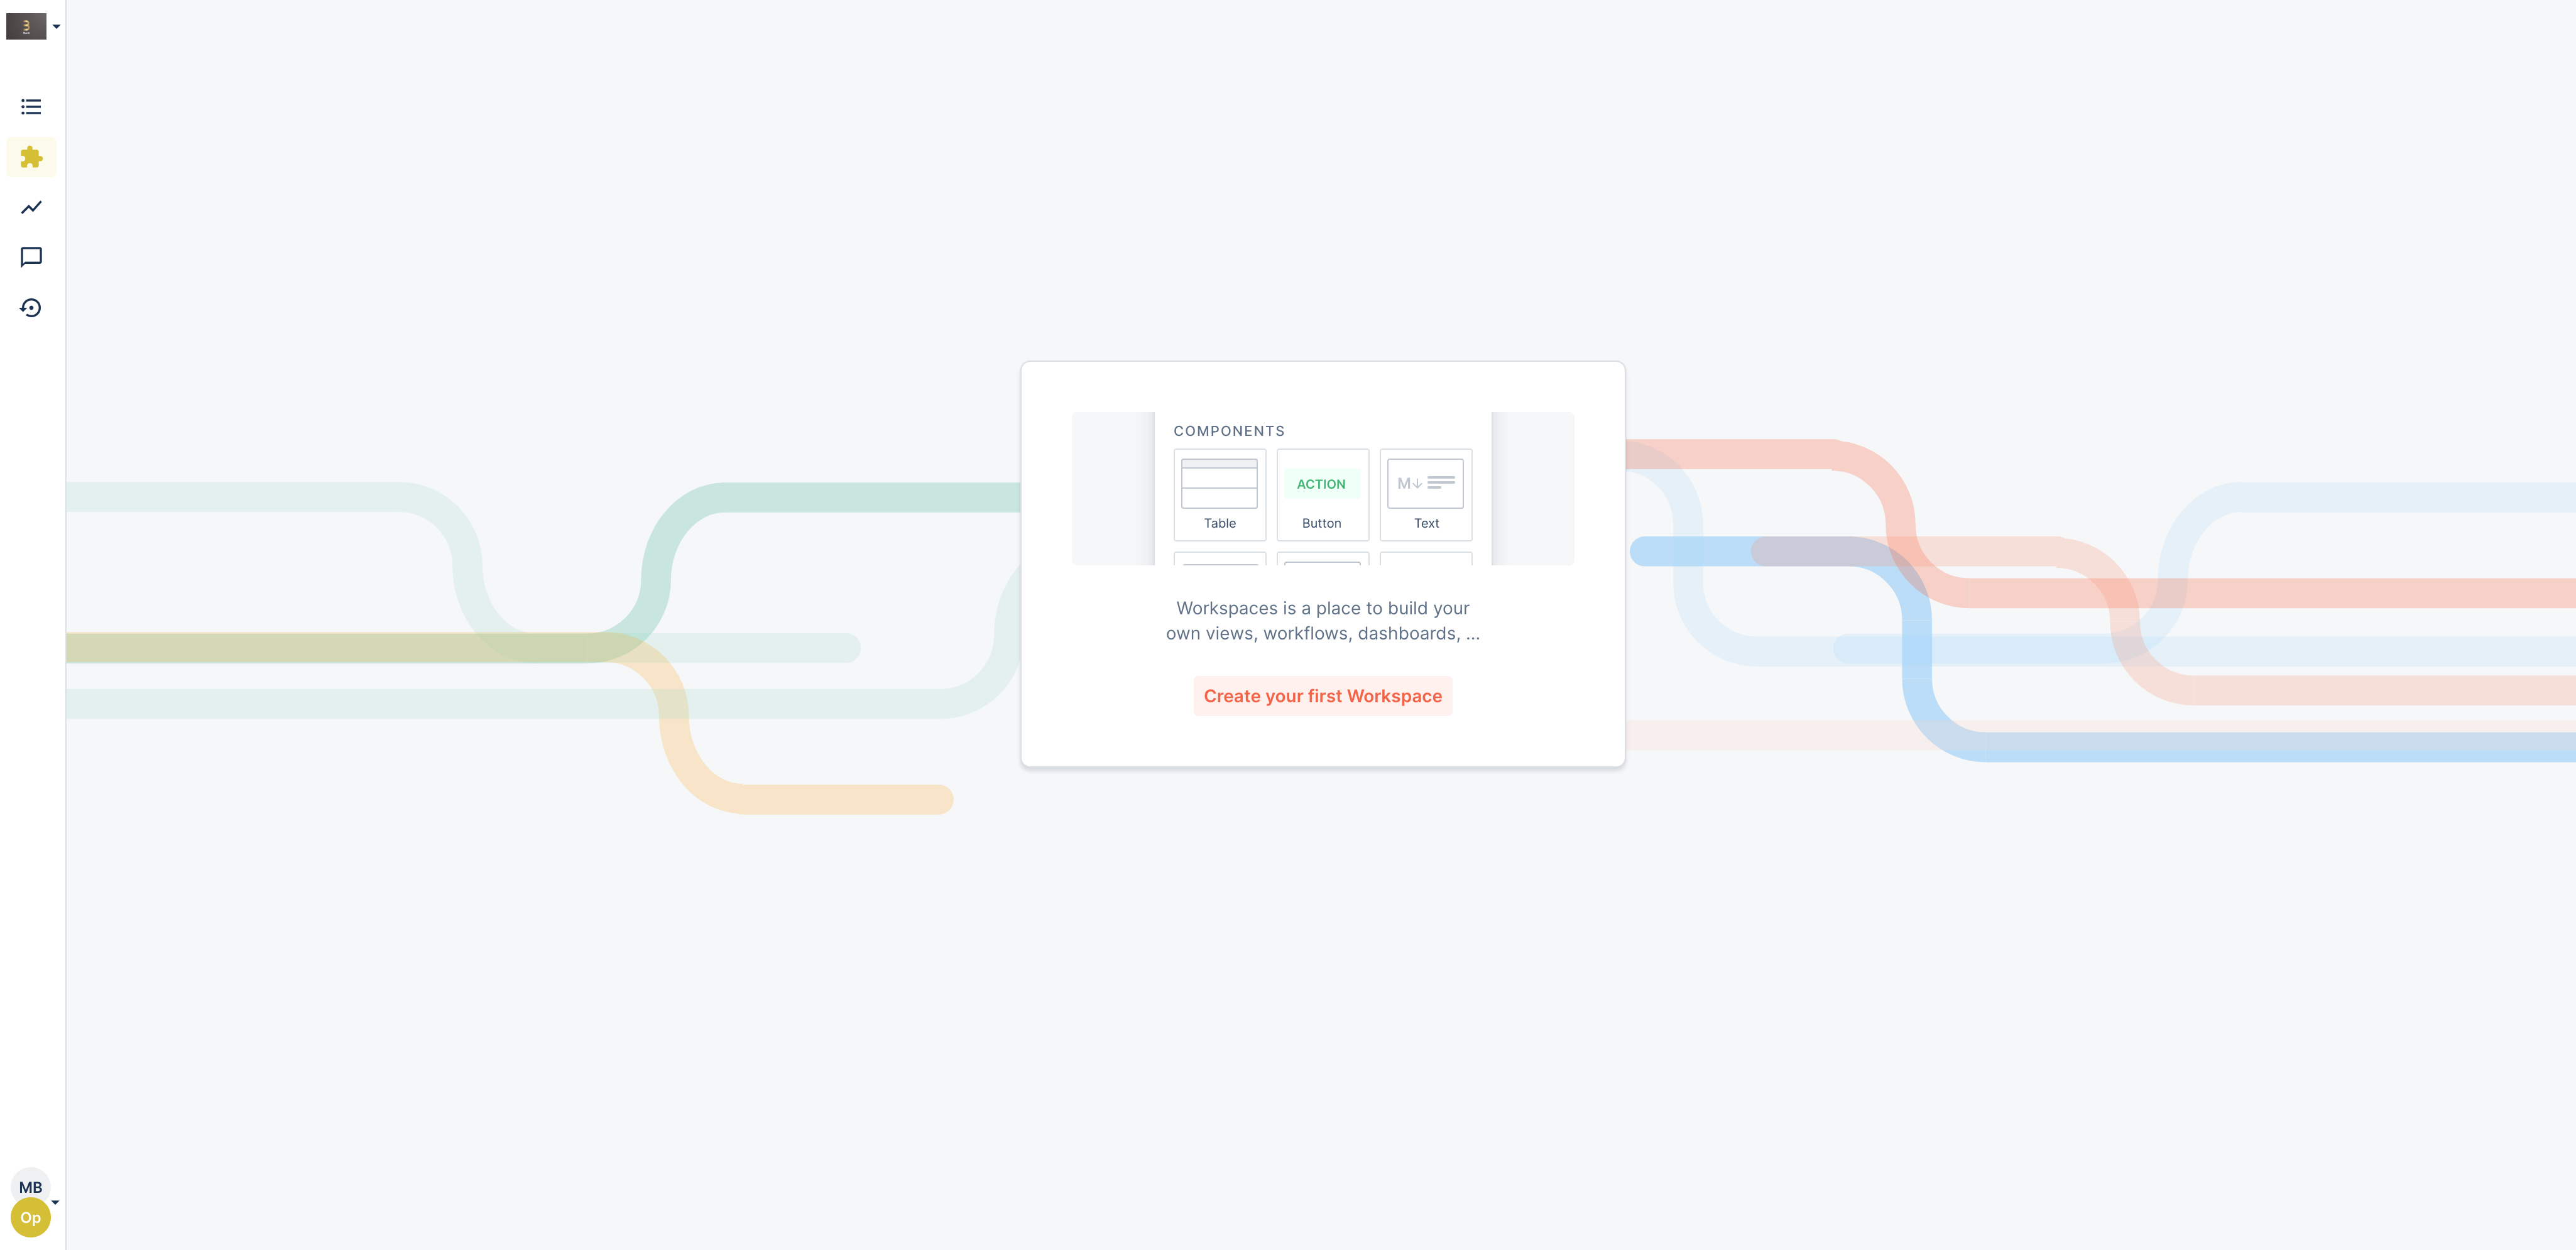 COMPONENTS
ACTION
M↓
Table
Button
Text
Workspaces is a place to build your
own views, workflows, dashboards, ...
Create your first Workspace
MB
Op